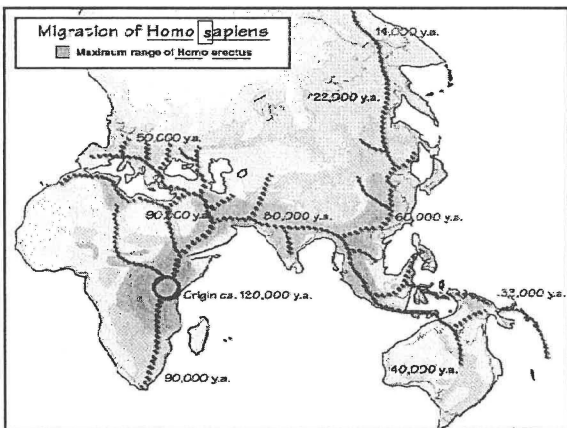 Migration of Homo sapiens
Maximum range of Homo erectus
14,000 y.a.
22,000 y.a.
50,000 y.a.
90,000 y.a.
60,000 y.a.
60,000 y.a.
Origin ca. 120,000 y.a.
33,000 y.a.
40,000 y.a.
90,000 y.a.